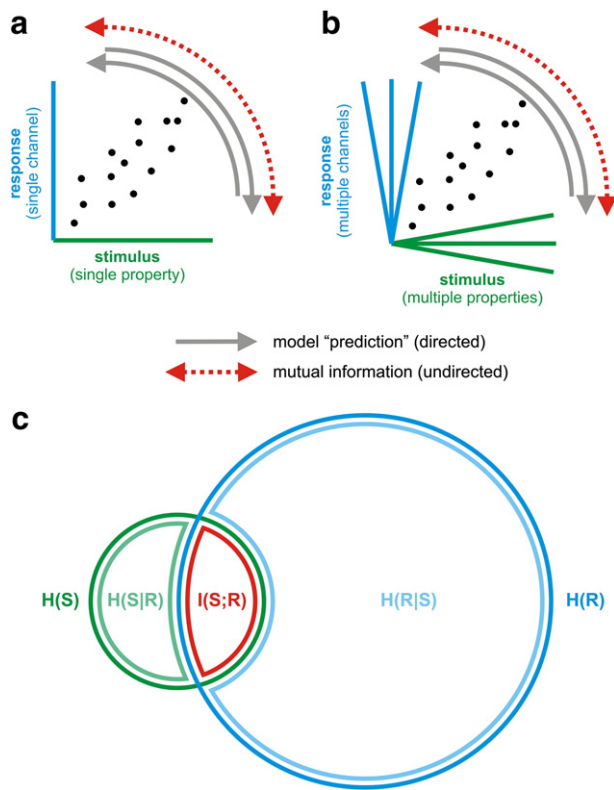 a
response
(single channel)
stimulus
(single property)
b
response
(multiple channels)
stimulus
(multiple properties)
model “prediction” (directed)
mutual information (undirected)
c
H(S)
H(S|R)
I(S;R)
H(R|S)
H(R)